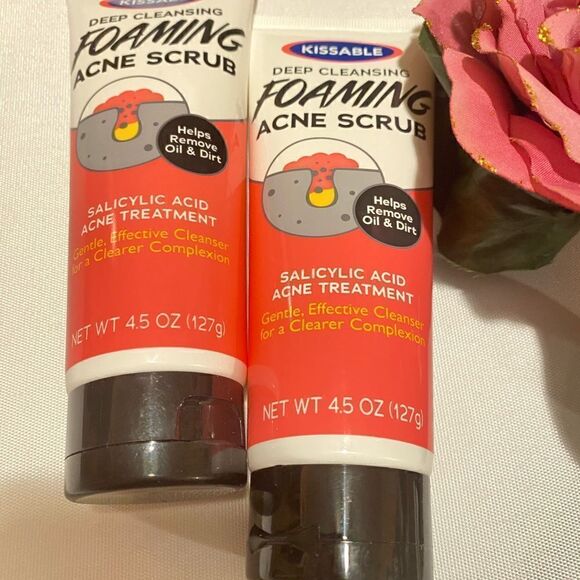 KISSABLE
DEEP CLEANSING
FOAMING
ACNE SCRUB
Helps
Remove
Oil & Dirt
SALICYLIC ACID
ACNE TREATMENT
Gentle, Effective Cleanser
for a Clearer Complexion
NET WT 4.5 OZ (127g)
KISSABLE
DEEP CLEANSING
FOAMING
ACNE SCRUB
Helps
Remove
Oil & Dirt
SALICYLIC ACID
ACNE TREATMENT
Gentle, Effective Cleanser
for a Clearer Complexion
NET WT 4.5 OZ (127g)